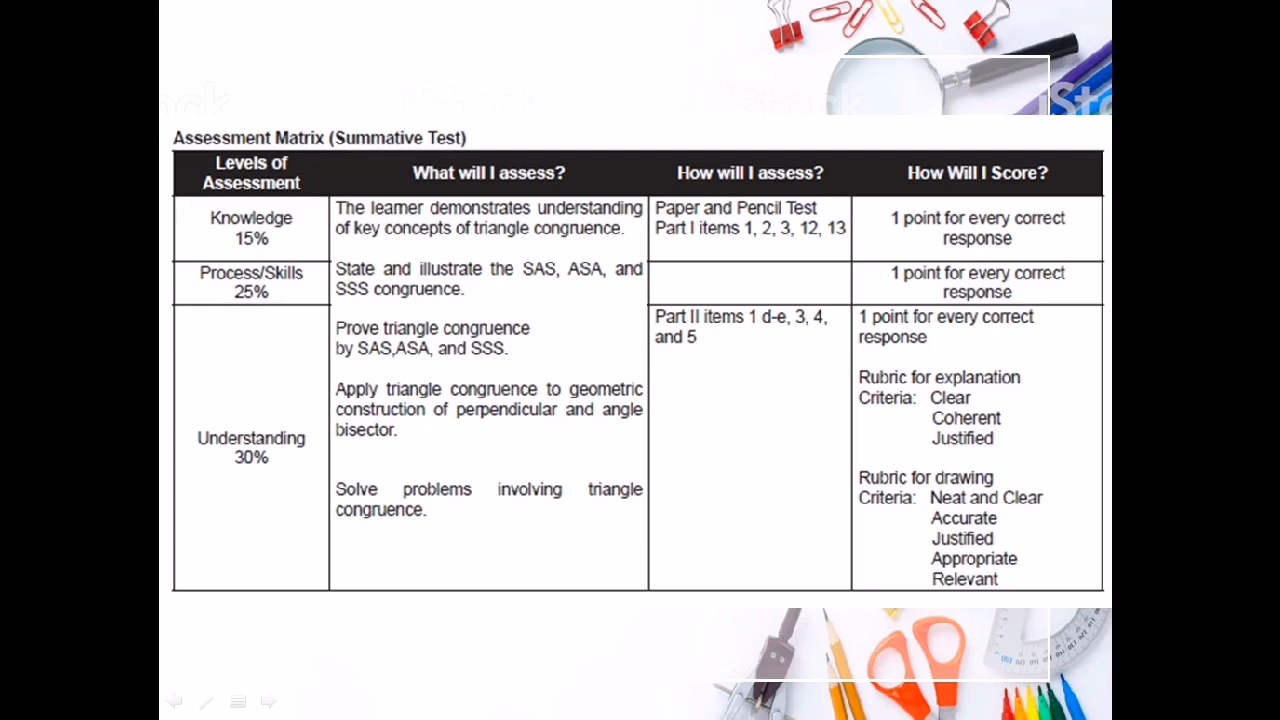 stock
iStock
iStock
iSto
Assessment Matrix (Summative Test)
Levels of Assessment
What will I assess?
How will I assess?
How Will I Score?
Knowledge
15%
The learner demonstrates understanding
of key concepts of triangle congruence.
Paper and Pencil Test
Part I items 1, 2, 3, 12, 13
1 point for every correct
response
Process/Skills
25%
State and illustrate the SAS, ASA, and
SSS congruence.
1 point for every correct
response
Understanding
30%
Prove triangle congruence
by SAS,ASA, and SSS.
Apply triangle congruence to geometric
construction of perpendicular and angle
bisector.
Solve problems involving triangle
congruence.
Part II items 1 d-e, 3, 4,
and 5
1 point for every correct
response
Rubric for explanation
Criteria: Clear
Coherent
Justified
Rubric for drawing
Criteria: Neat and Clear
Accurate
Justified
Appropriate
Relevant